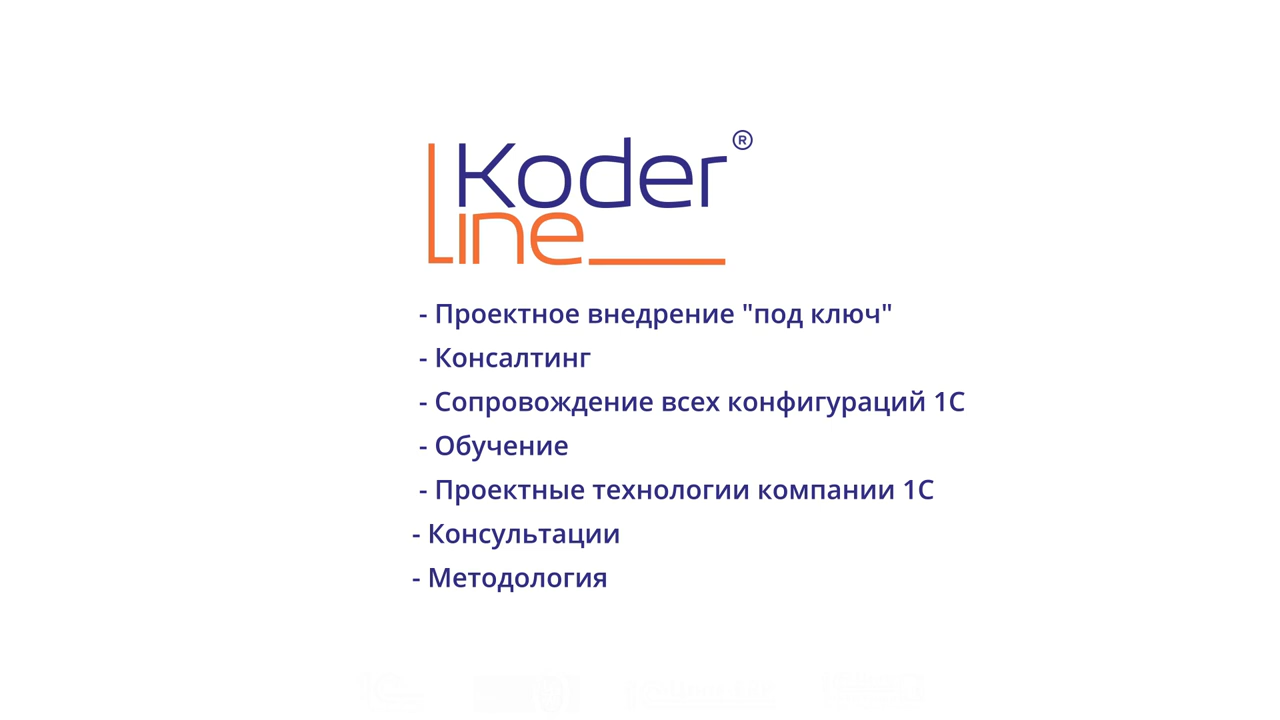 Koder®
Line
- Проектное внедрение "под ключ"
- Консалтинг
- Сопровождение всех конфигураций 1С
- Обучение
- Проектные технологии компании 1С
- Консультации
- Методология